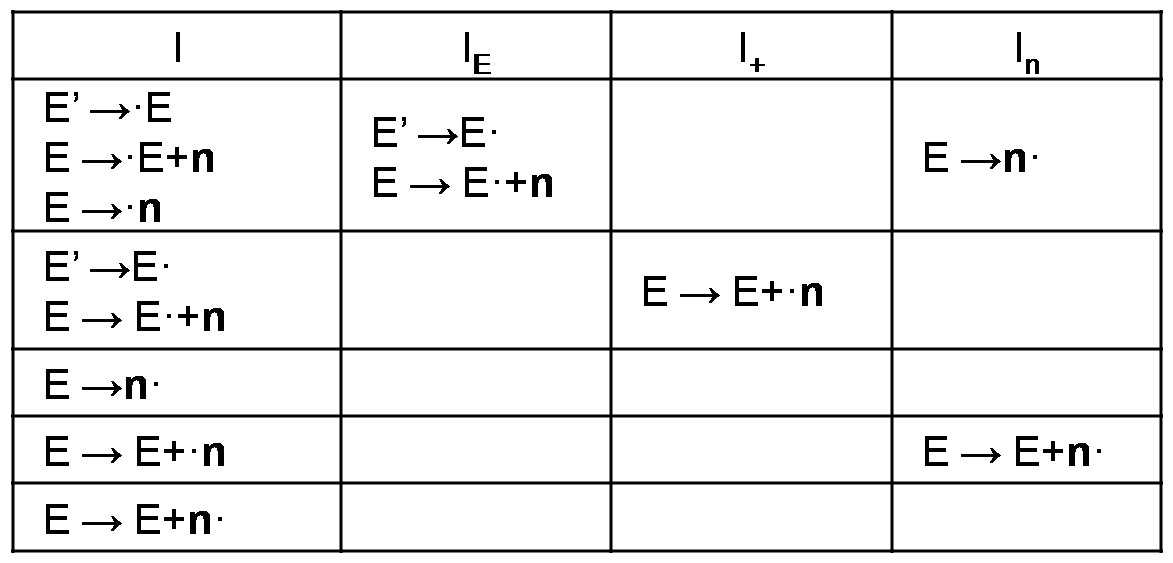 I I_E I_+ I_n
E’ →·E
E →·E+n
E →·n
E’ →E·
E → E·+n
E →n·
E’ →E·
E → E·+n
E → E+·n
E →n·
E → E+·n
E → E+n·
E → E+n·